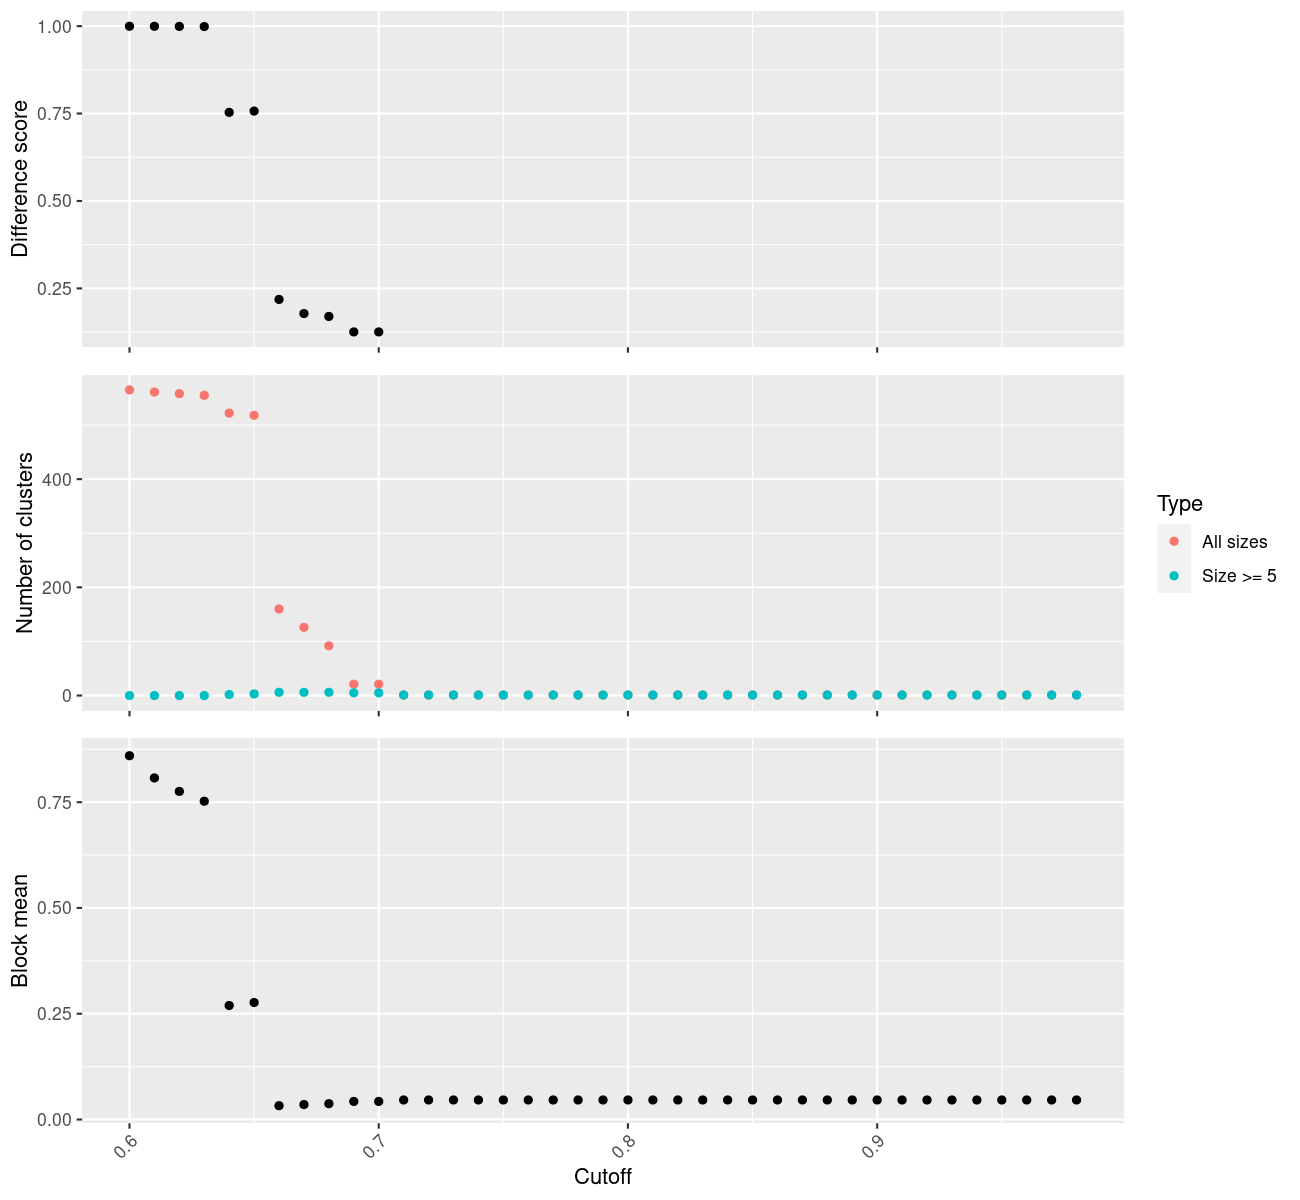 Difference score
1.00
0.75
0.50
0.25
Number of clusters
400
200
0
Type
All sizes
Size >= 5
Block mean
0.75
0.50
0.25
0.00
0.6
0.7
0.8
0.9
Cutoff